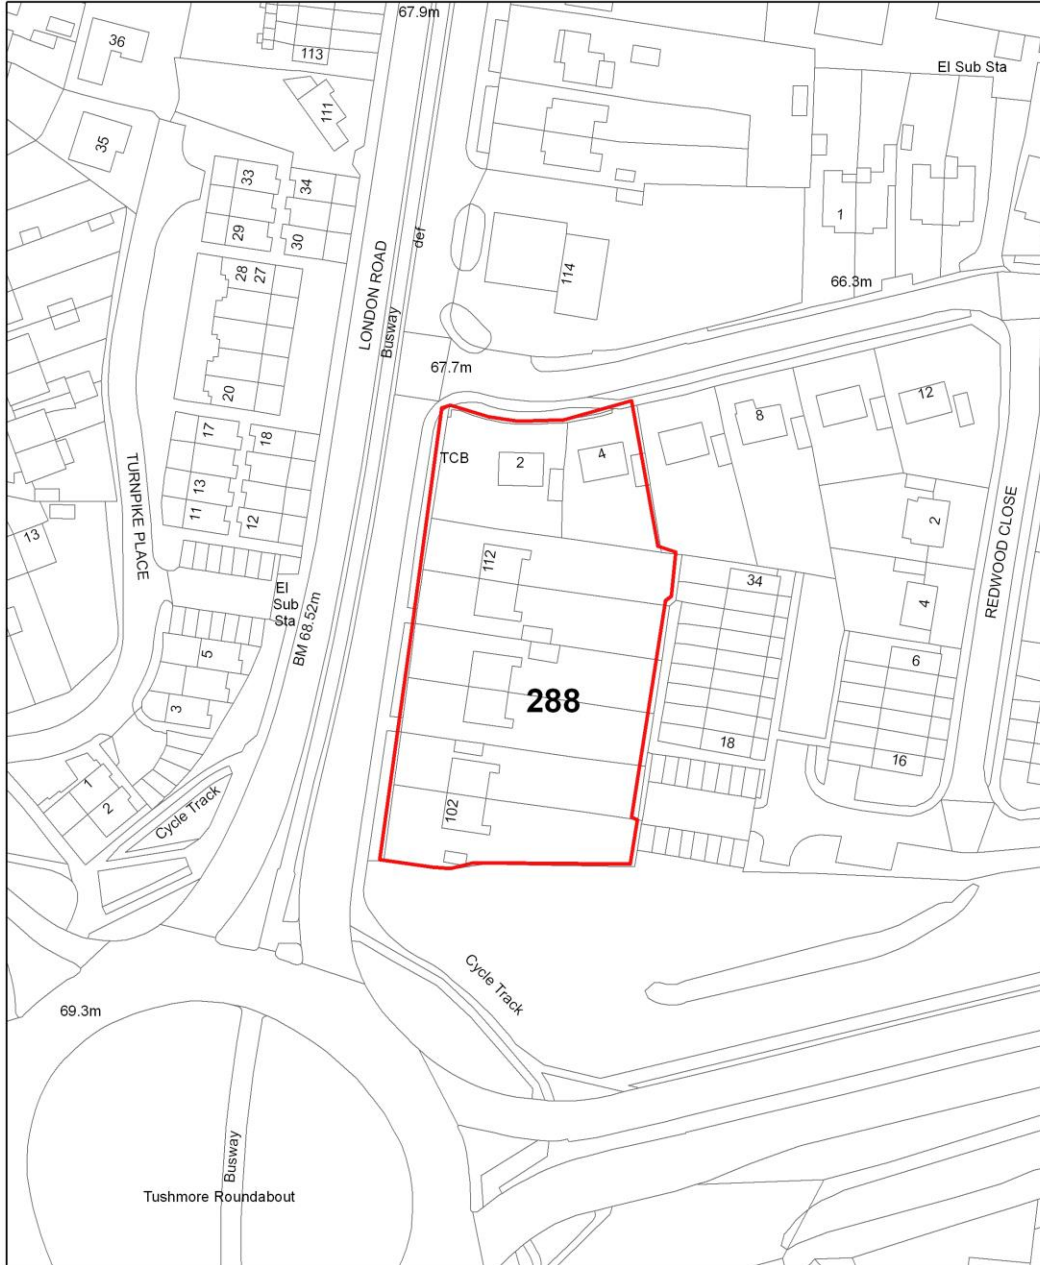 67.9m
36
113
El Sub Sta
111
35
33
34
1
29
30
def
LONDON ROAD
Busway
28
27
114
66.3m
67.7m
20
12
8
17
18
TCB
2
4
TURNPIKE PLACE
13
11
12
13
2
REDWOOD CLOSE
112
El
Sub
Sta
BM 68.52m
34
4
5
6
288
3
18
16
1
2
Cycle Track
102
Cycle Track
69.3m
Busway
Tushmore Roundabout